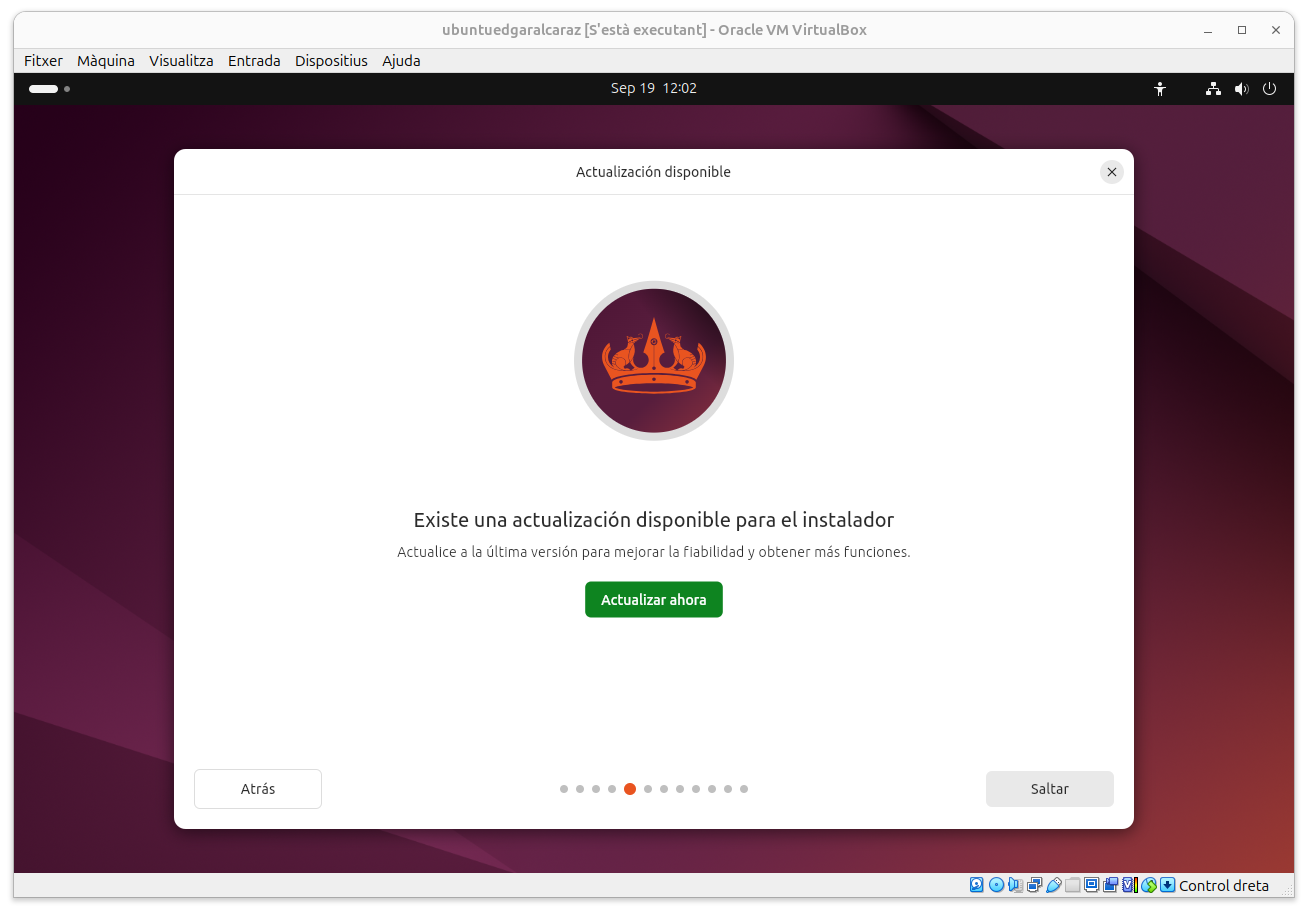 ubuntuedgaralcaraz [S'està executant] - Oracle VM VirtualBox
Fitxer Màquina Visualitza Entrada Dispositius Ajuda
Sep 19 12:02
Actualización disponible
Existe una actualización disponible para el instalador
Actualice a la última versión para mejorar la fiabilidad y obtener más funciones.
Actualizar ahora
Atrás
Saltar
Control dreta